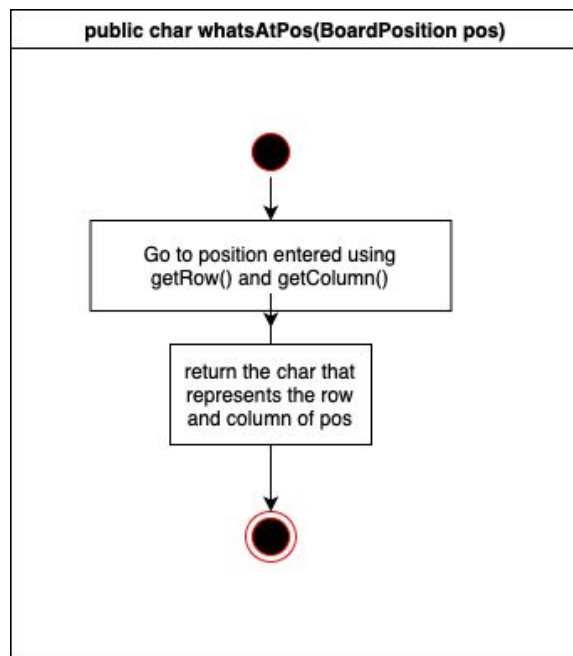 public char whatsAtPos(BoardPosition pos)
Go to position entered using
getRow() and getColumn()
return the char that
represents the row
and column of pos